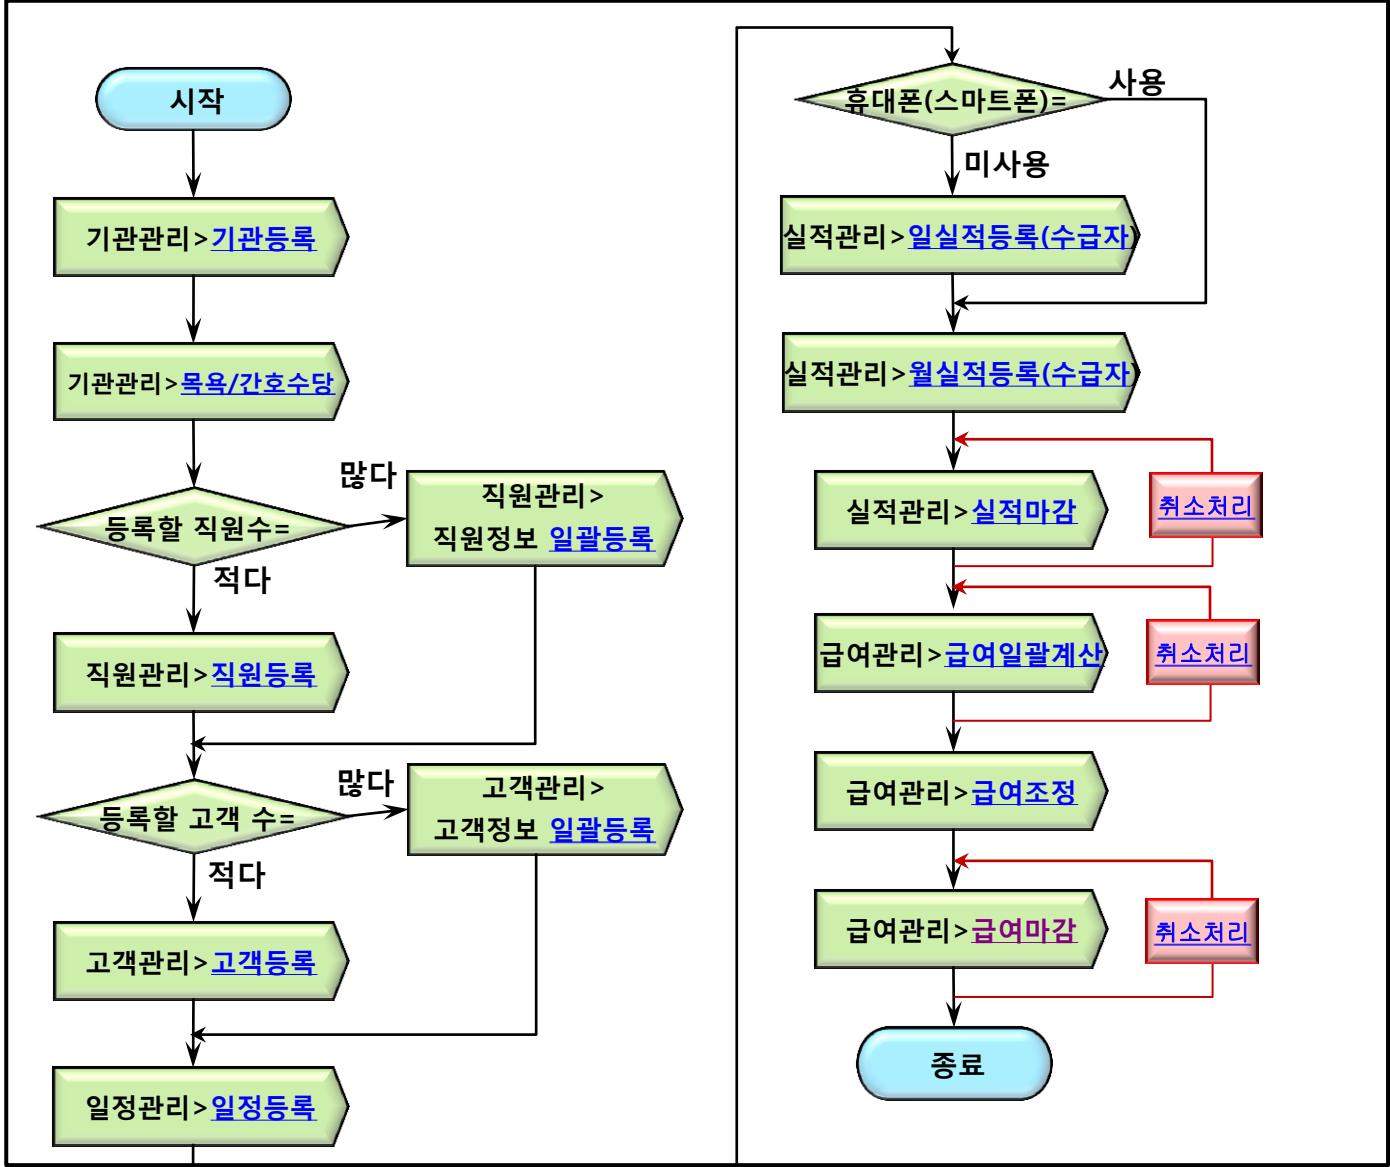 시작
기관관리>기관등록
기관관리>목욕/간호수당
많다
등록할 직원수=
직원관리>
직원정보 일괄등록
적다
직원관리>직원등록
많다
등록할 고객 수=
고객관리>
고객정보 일괄등록
적다
고객관리>고객등록
일정관리>일정등록
사용
휴대폰(스마트폰)=
미사용
실적관리>일실적등록(수급자)
실적관리>월실적등록(수급자)
실적관리>실적마감
취소처리
급여관리>급여일괄계산
취소처리
급여관리>급여조정
급여관리>급여마감
취소처리
종료